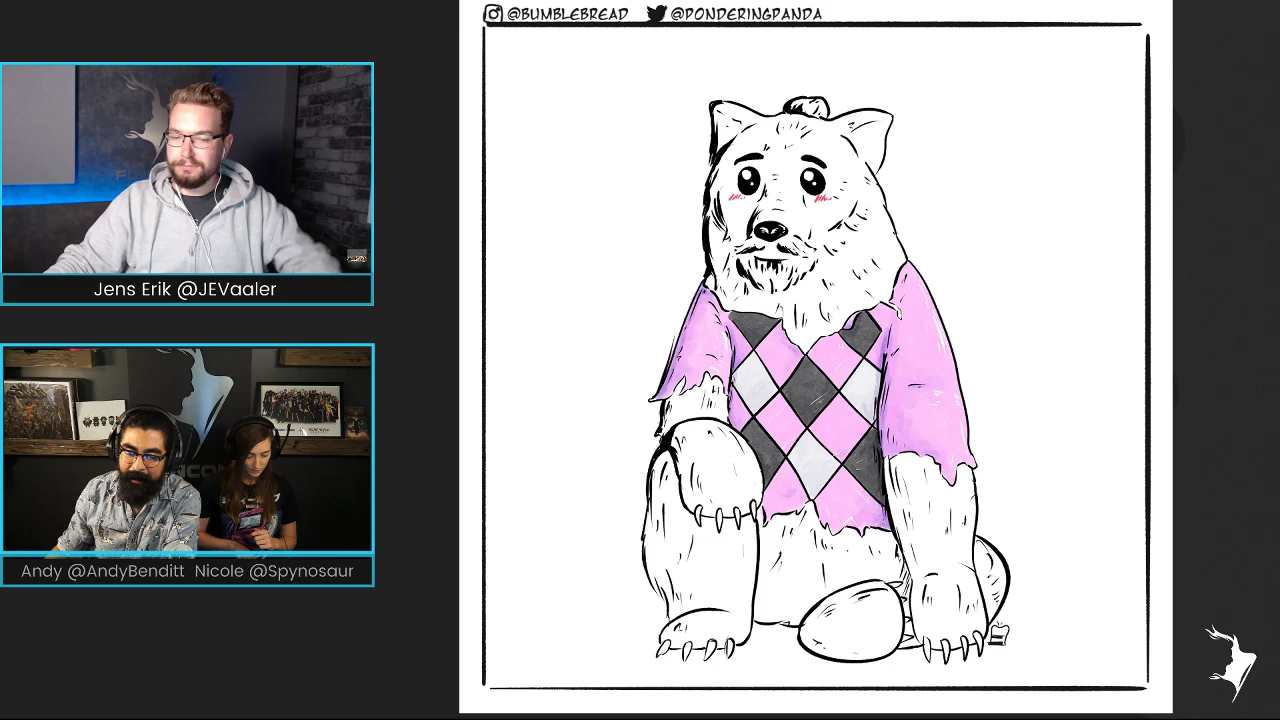 @BUMBLEBREAD @PONDERINGPANDA
Jens Erik @JEVaaler
Andy @AndyBenditt Nicole @Spynosaur